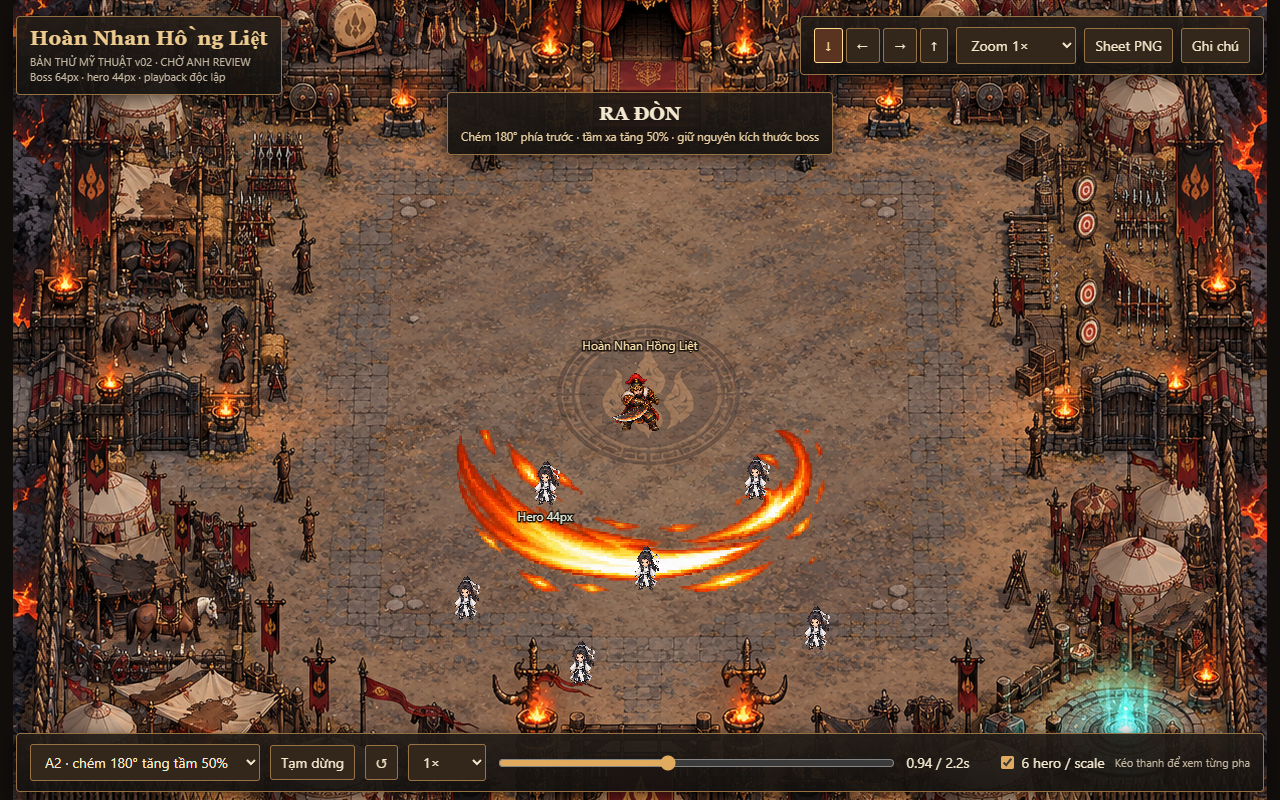 Hoàn Nhan Hồng Liệt
BẢN THỬ MỸ THUẬT v02 · CHỜ ANH REVIEW
Boss 64px · hero 44px · playback độc lập
↓ ← → ↑ Zoom 1× Sheet PNG Ghi chú
RA ĐÒN
Chém 180° phía trước · tầm xa tăng 50% · giữ nguyên kích thước boss
Hoàn Nhan Hồng Liệt
Hero 44px
A2 · chém 180° tăng tầm 50% Tạm dừng ↺ 1× 0.94 / 2.2s 6 hero / scale Kéo thanh để xem từng pha